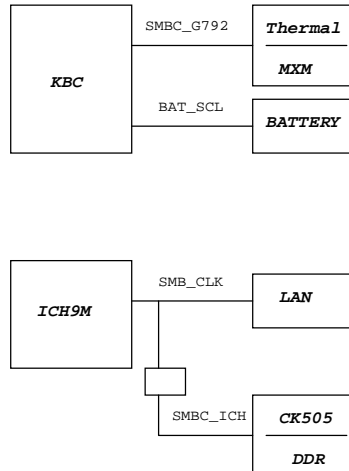 SMBC_G792
Thermal
MXM
KBC
BAT_SCL
BATTERY
SMB_CLK
LAN
ICH9M
SMBC_ICH
CK505
DDR